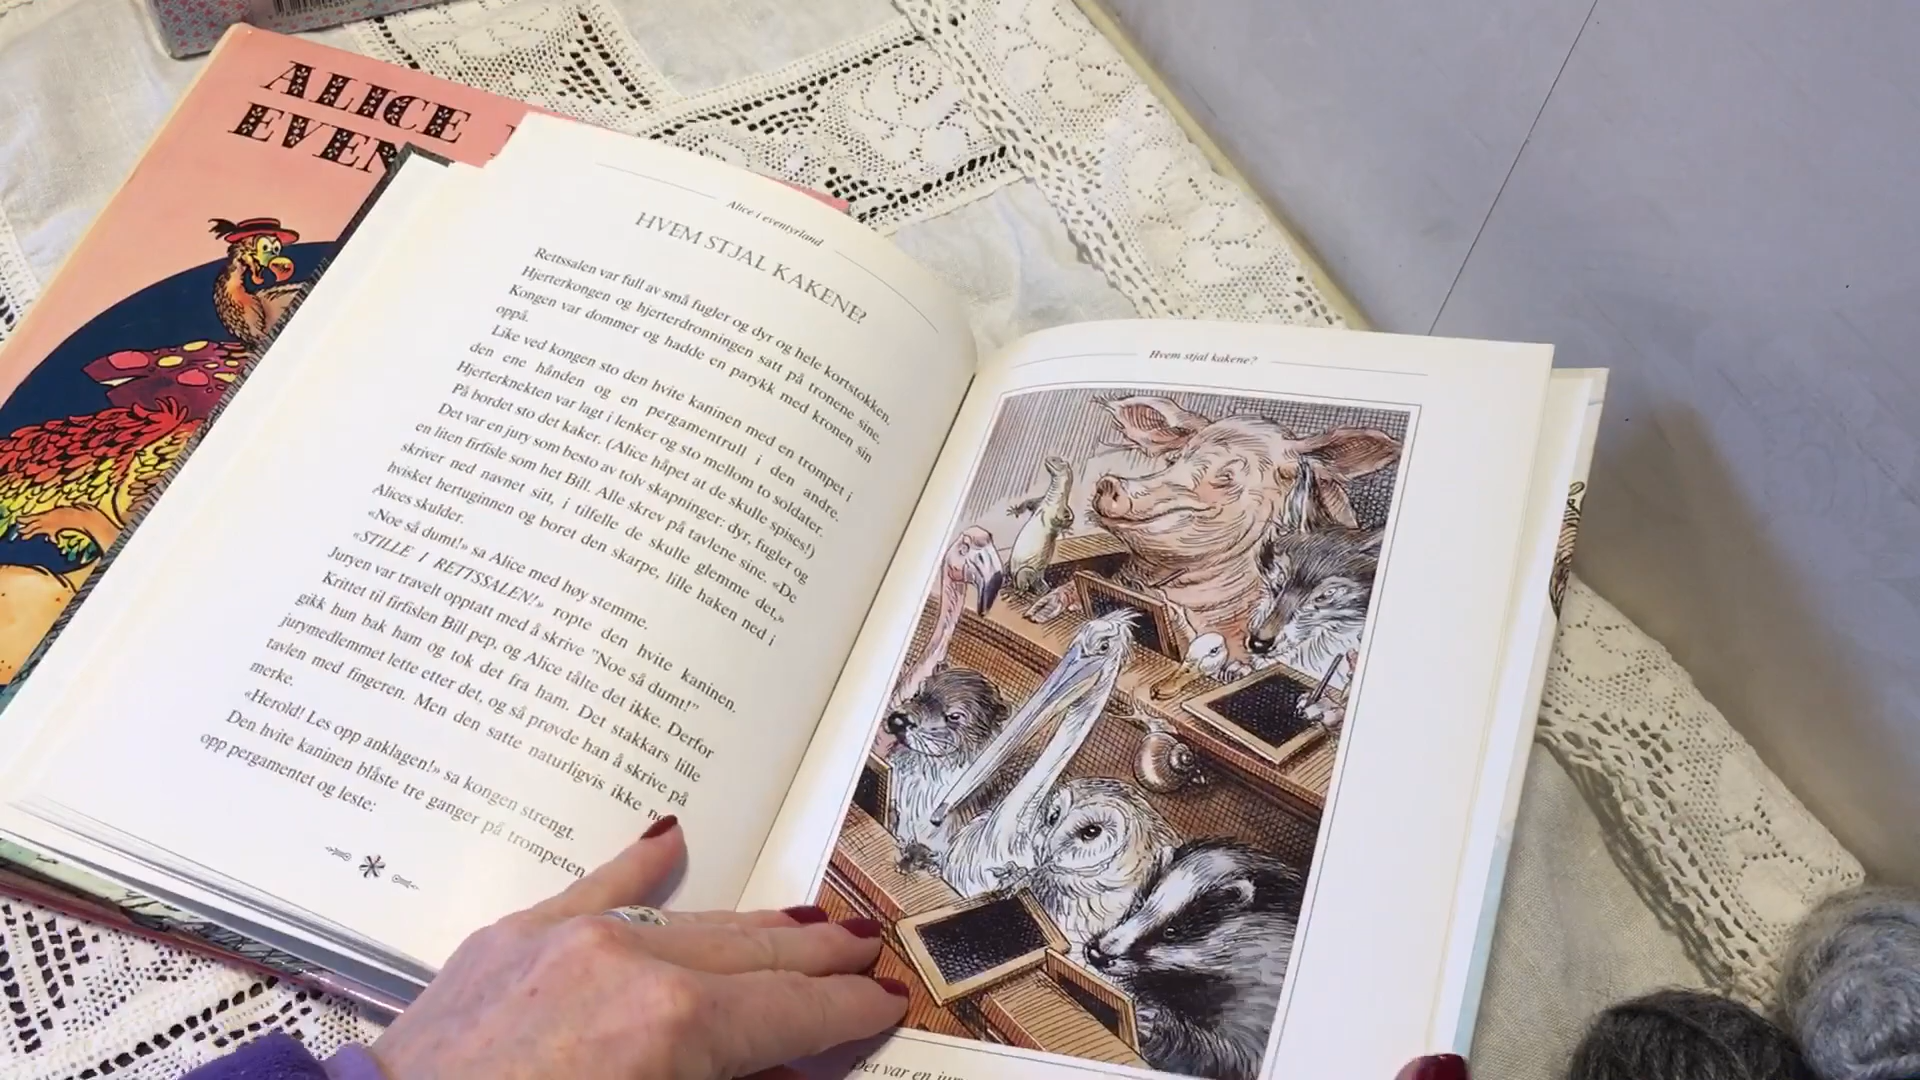 ALICE
EVEN
Alice i eventyrland
HVEM STJAL KAKENE?
Rettssalen var full av små fugler og dyr og hele kortstokken.
Hjerterkongen og hjerterdronningen satt på tronene sine.
Kongen var dommer og hadde en parykk med kronen sin
oppå.
Like ved kongen sto den hvite kaninen med en trompet i
den ene hånden og en pergamentrull i den andre.
Hjerterknekten var lagt i lenker og sto mellom to soldater.
På bordet sto det kaker. (Alice håpet at de skulle spises!)
Det var en jury som besto av tolv skapninger: dyr, fugler og
en liten firfisle som het Bill. Alle skrev på tavlene sine. «De
skriver ned navnet sitt, i tilfelle de skulle glemme det,»
hvisket hertuginnen og boret den skarpe, lille haken ned i
Alices skulder.
«Noe så dumt!» sa Alice med høy stemme.
«STILLE I RETTSSALEN!» ropte den hvite kaninen.
Juryen var travelt opptatt med å skrive "Noe så dumt!"
Krittet til firfislen Bill pep, og Alice tålte det ikke. Derfor
gikk hun bak ham og tok det fra ham. Det stakkars lille
jurymedlemmet lette etter det, og så prøvde han å skrive på
tavlen med fingeren. Men den satte naturligvis ikke
merke.
«Herold! Les opp anklagen!» sa kongen strengt.
Den hvite kaninen blåste tre ganger på trompeten
opp pergamentet og leste:
Hvem stjal kakene?
Det var en